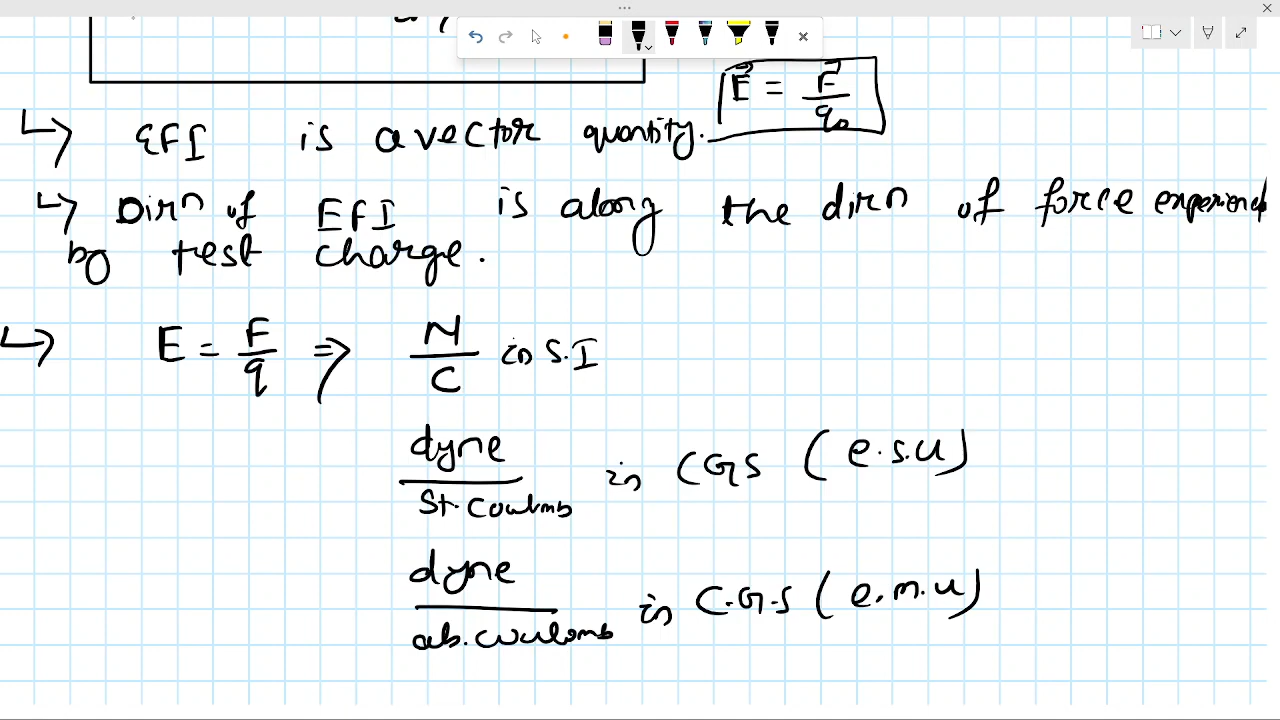 E⃗ = F⃗/q₀
↳ EFI is a vector quantity.
↳ Dirn of EFI is along the dirn of force experienced
by test charge.
↳ E = F/q ⇒ N/C in S.I
dyne/St.Coulomb in CGS (e.s.u)
dyne/ab.coulomb in C.G.S (e.m.u)